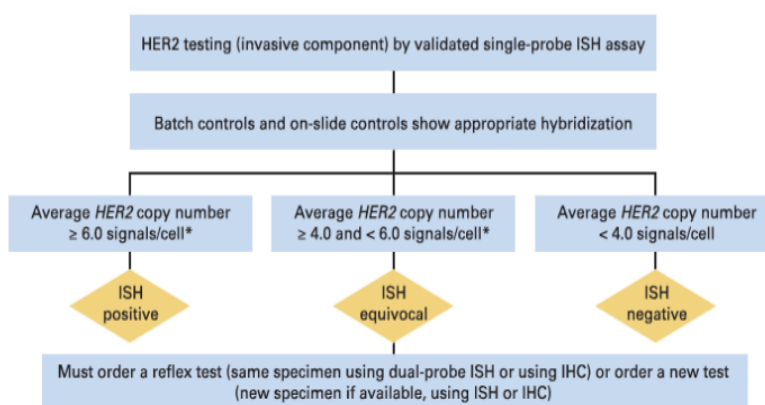 HER2 testing (invasive component) by validated single-probe ISH assay
Batch controls and on-slide controls show appropriate hybridization
Average HER2 copy number
≥ 6.0 signals/cell*
Average HER2 copy number
≥ 4.0 and < 6.0 signals/cell*
Average HER2 copy number
< 4.0 signals/cell
ISH
positive
ISH
equivocal
ISH
negative
Must order a reflex test (same specimen using dual-probe ISH or using IHC) or order a new test
(new specimen if available, using ISH or IHC)